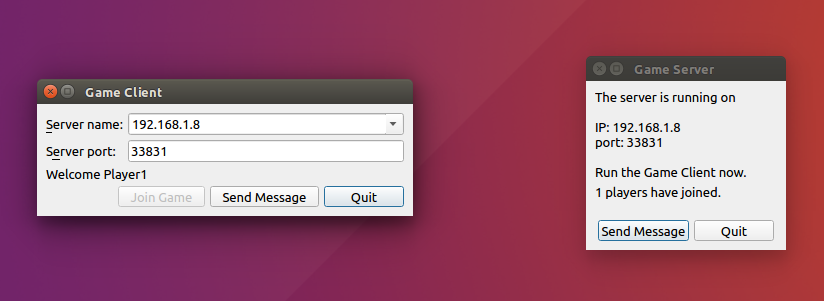 Game Client
Server name: 192.168.1.8
Server port: 33831
Welcome Player1
Join Game Send Message Quit
Game Server
The server is running on
IP: 192.168.1.8
port: 33831
Run the Game Client now.
1 players have joined.
Send Message Quit